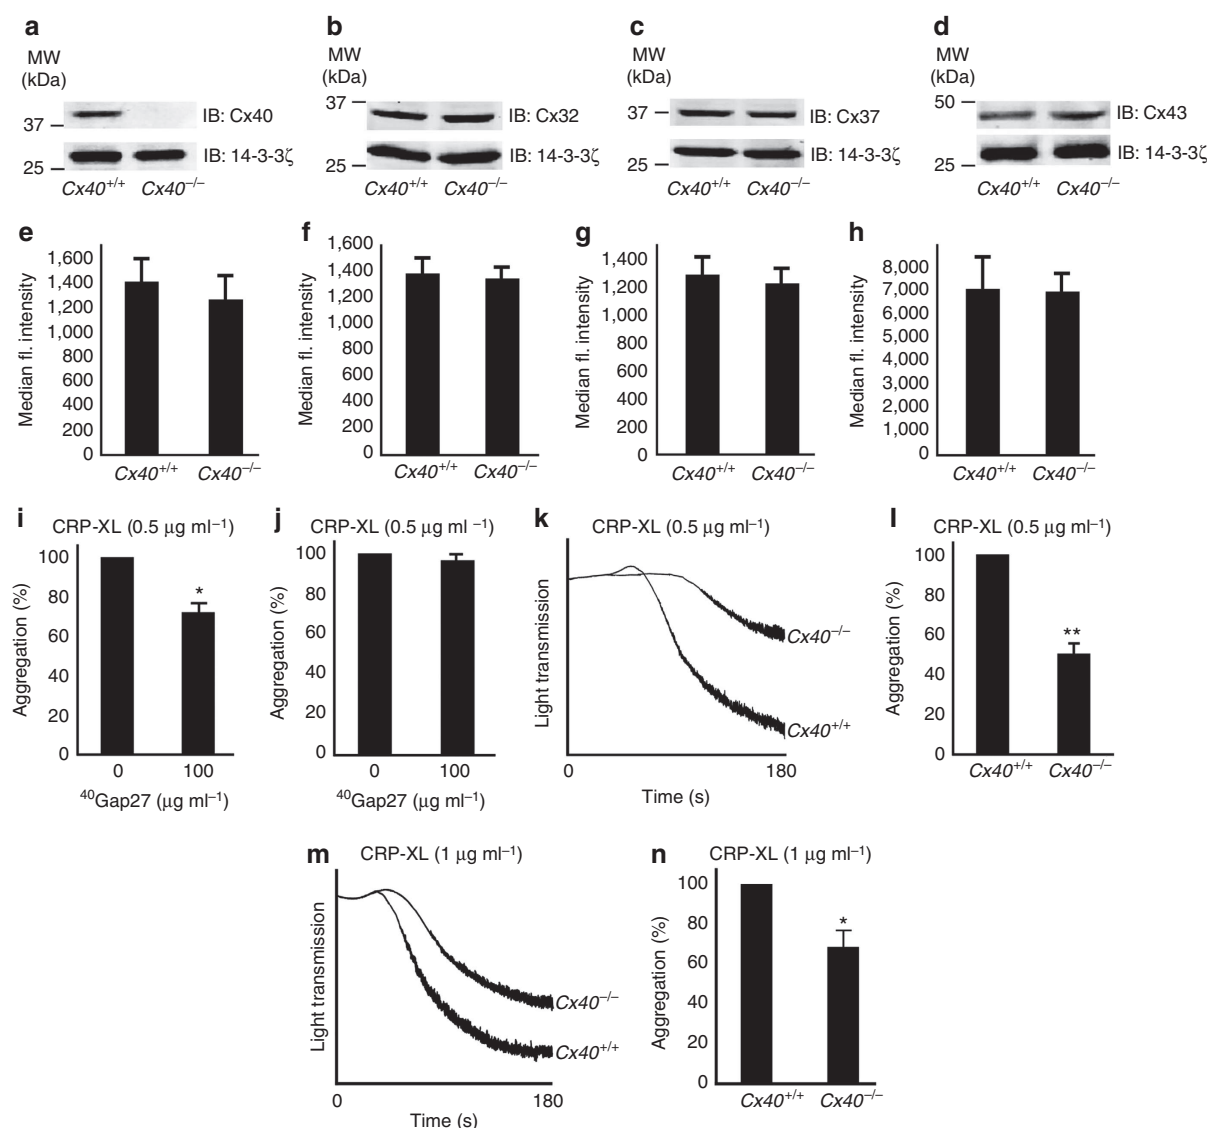 a
MW
(kDa)
37
IB: Cx40
25
IB: 14-3-3ζ
Cx40+/+ Cx40–/–
b
MW
(kDa)
37
IB: Cx32
25
IB: 14-3-3ζ
Cx40+/+ Cx40–/–
c
MW
(kDa)
37
IB: Cx37
25
IB: 14-3-3ζ
Cx40+/+ Cx40–/–
d
MW
(kDa)
50
IB: Cx43
25
IB: 14-3-3ζ
Cx40+/+ Cx40–/–
e
Median fl. intensity
1,600
1,400
1,200
1,000
800
600
400
200
0
Cx40+/+ Cx40–/–
f
Median fl. intensity
1,600
1,400
1,200
1,000
800
600
400
200
0
Cx40+/+ Cx40–/–
g
Median fl. intensity
1,400
1,200
1,000
800
600
400
200
0
Cx40+/+ Cx40–/–
h
Median fl. intensity
8,000
7,000
6,000
5,000
4,000
3,000
2,000
1,000
0
Cx40+/+ Cx40–/–
i
CRP-XL (0.5 µg ml–1)
Aggregation (%)
100
80
60
40
20
0
*
0 100
40Gap27 (µg ml–1)
j
CRP-XL (0.5 µg ml –1)
Aggregation (%)
100
80
60
40
20
0
0 100
40Gap27 (µg ml–1)
k
CRP-XL (0.5 µg ml–1)
Light transmission
Cx40–/–
Cx40+/+
0 180
Time (s)
l
CRP-XL (0.5 µg ml–1)
Aggregation (%)
100
80
60
40
20
0
**
Cx40+/+ Cx40–/–
m
CRP-XL (1 µg ml–1)
Light transmission
Cx40–/–
Cx40+/+
0 180
Time (s)
n
CRP-XL (1 µg ml–1)
Aggregation (%)
100
80
60
40
20
0
*
Cx40+/+ Cx40–/–